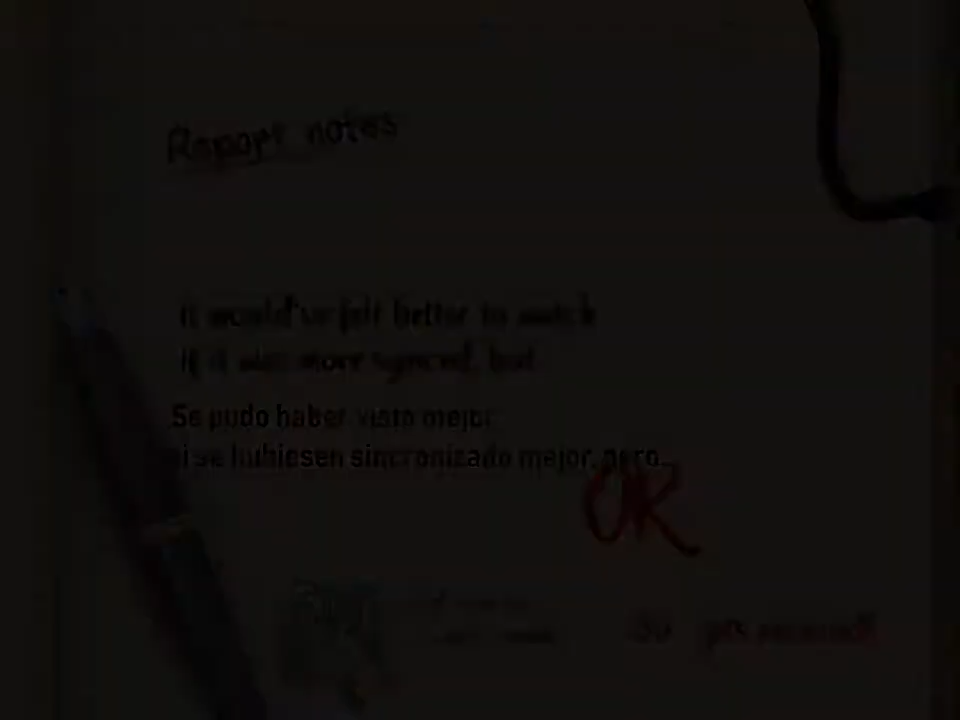 Report notes
it would've felt better to watch
if it was more synced, but
Se pudo haber visto mejor
si se hubiesen sincronizado mejor, pero...
OK